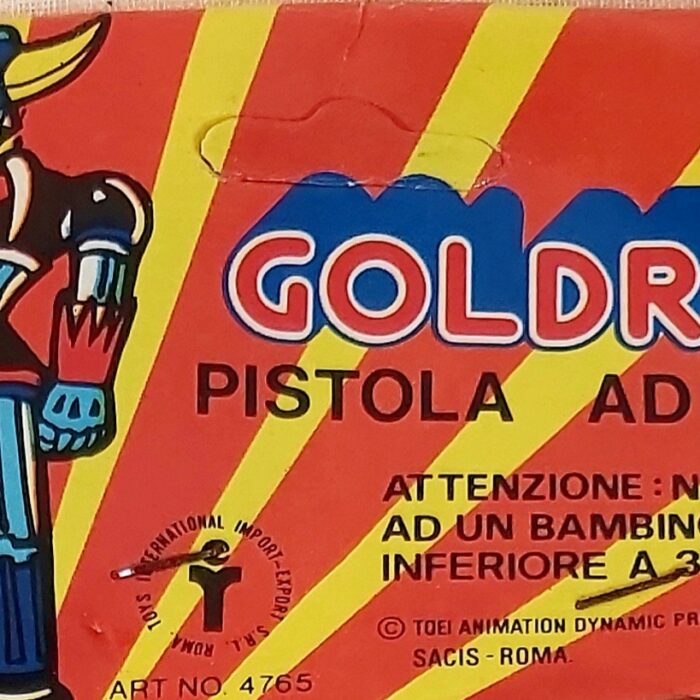 GOLDR
PISTOLA AD
ATTENZIONE : N
AD UN BAMBIN
INFERIORE A 3
© TOEI ANIMATION DYNAMIC PR
SACIS - ROMA.
TOYS INTERNATIONAL IMPORT-EXPORT S.R.L. ROMA.
ART NO. 4765